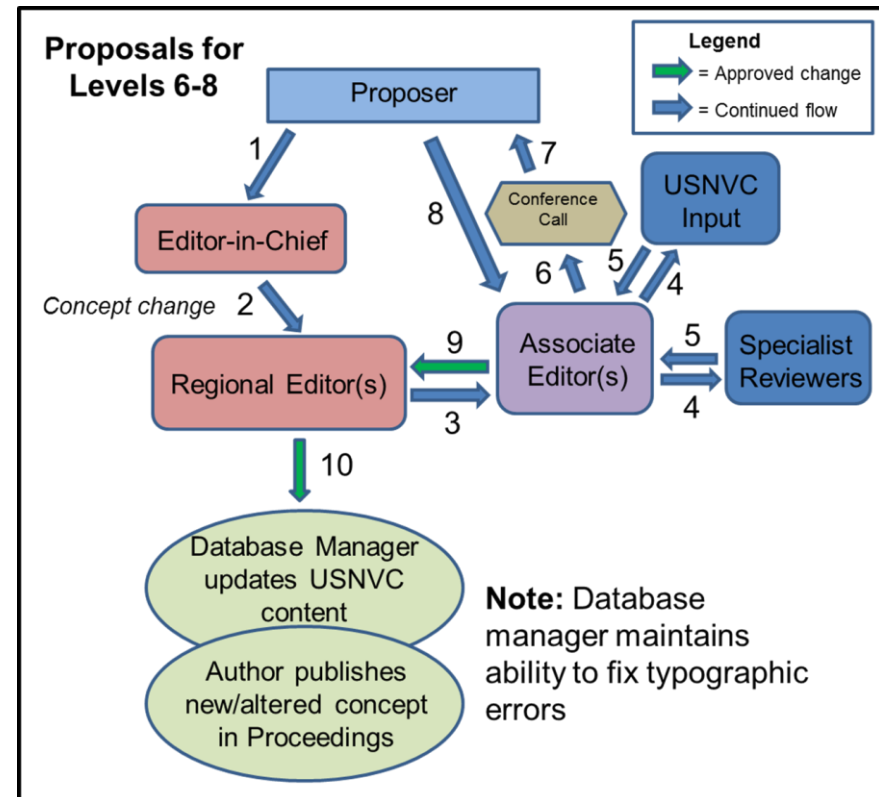 Proposals for
Levels 6-8
Legend
= Approved change
= Continued flow
Proposer
1
7
8
Conference
Call
USNVC
Input
Editor-in-Chief
5
4
6
Concept change
2
9
Associate
Editor(s)
5
Specialist
Reviewers
Regional Editor(s)
3
4
10
Database Manager
updates USNVC
content
Author publishes
new/altered concept
in Proceedings
Note: Database
manager maintains
ability to fix typographic
errors